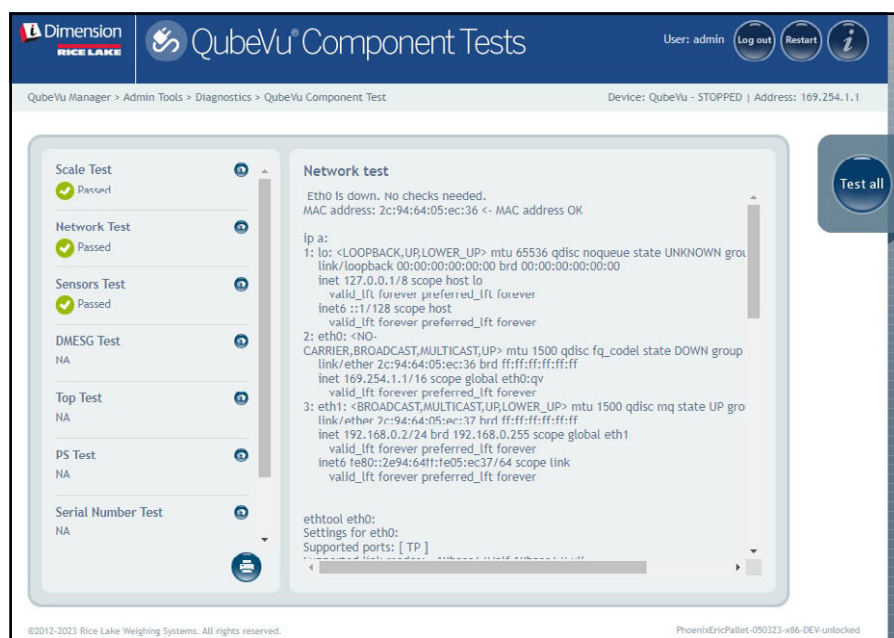 iDimension
RICE LAKE
QubeVu® Component Tests
User: admin
Log out
Restart
i
QubeVu Manager > Admin Tools > Diagnostics > QubeVu Component Test
Device: QubeVu - STOPPED | Address: 169.254.1.1
Scale Test
Passed
Network Test
Passed
Sensors Test
Passed
DMESG Test
NA
Top Test
NA
PS Test
NA
Serial Number Test
NA
Network test
Eth0 is down. No checks needed.
MAC address: 2c:94:64:05:ec:36 <- MAC address OK
ip a:
1: lo: <LOOPBACK,UP,LOWER_UP> mtu 65536 qdisc noqueue state UNKNOWN grou
link/loopback 00:00:00:00:00:00 brd 00:00:00:00:00:00
inet 127.0.0.1/8 scope host lo
valid_lft forever preferred_lft forever
inet6 ::1/128 scope host
valid_lft forever preferred_lft forever
2: eth0: <NO-
CARRIER,BROADCAST,MULTICAST,UP> mtu 1500 qdisc fq_codel state DOWN group
link/ether 2c:94:64:05:ec:36 brd ff:ff:ff:ff:ff:ff
inet 169.254.1.1/16 scope global eth0:qv
valid_lft forever preferred_lft forever
3: eth1: <BROADCAST,MULTICAST,UP,LOWER_UP> mtu 1500 qdisc mq state UP gro
link/ether 2c:94:64:05:ec:37 brd ff:ff:ff:ff:ff:ff
inet 192.168.0.2/24 brd 192.168.0.255 scope global eth1
valid_lft forever preferred_lft forever
inet6 fe80::2e94:64ff:fe05:ec37/64 scope link
valid_lft forever preferred_lft forever
ethtool eth0:
Settings for eth0:
Supported ports: [ TP ]
Test all
©2012-2023 Rice Lake Weighing Systems. All rights reserved.
PhoenixEricPallet-050323-x86-DEV-unlocked